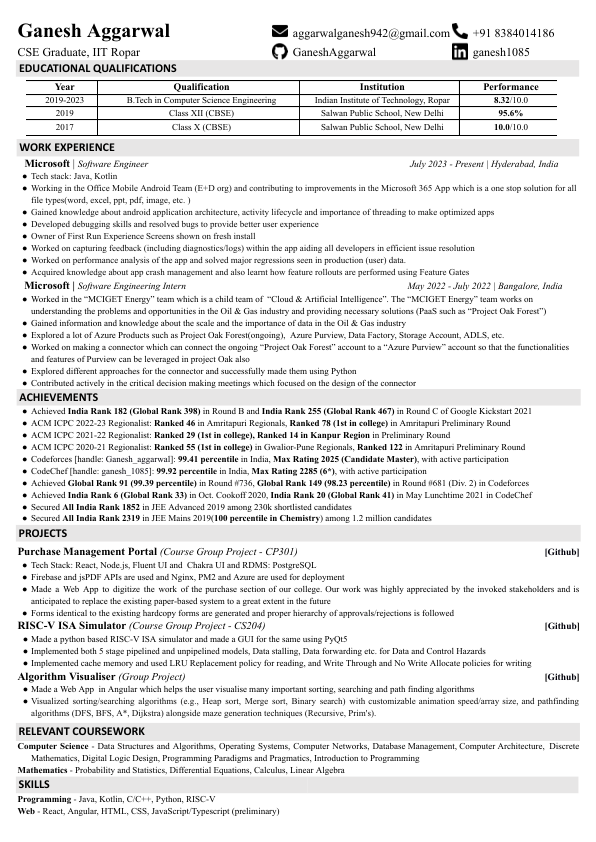 Ganesh Aggarwal
aggarwalganesh942@gmail.com +91 8384014186
CSE Graduate, IIT Ropar
GaneshAggarwal ganesh1085
EDUCATIONAL QUALIFICATIONS
Year Qualification Institution Performance
2019-2023 B.Tech in Computer Science Engineering Indian Institute of Technology, Ropar 8.32/10.0
2019 Class XII (CBSE) Salwan Public School, New Delhi 95.6%
2017 Class X (CBSE) Salwan Public School, New Delhi 10.0/10.0
WORK EXPERIENCE
Microsoft | Software Engineer July 2023 - Present | Hyderabad, India
● Tech stack: Java, Kotlin
● Working in the Office Mobile Android Team (E+D org) and contributing to improvements in the Microsoft 365 App which is a one stop solution for all
file types(word, excel, ppt, pdf, image, etc. )
● Gained knowledge about android application architecture, activity lifecycle and importance of threading to make optimized apps
● Developed debugging skills and resolved bugs to provide better user experience
● Owner of First Run Experience Screens shown on fresh install
● Worked on capturing feedback (including diagnostics/logs) within the app aiding all developers in efficient issue resolution
● Worked on performance analysis of the app and solved major regressions seen in production (user) data.
● Acquired knowledge about app crash management and also learnt how feature rollouts are performed using Feature Gates
Microsoft | Software Engineering Intern May 2022 - July 2022 | Bangalore, India
● Worked in the “MCIGET Energy” team which is a child team of “Cloud & Artificial Intelligence”. The “MCIGET Energy” team works on
understanding the problems and opportunities in the Oil & Gas industry and providing necessary solutions (PaaS such as “Project Oak Forest”)
● Gained information and knowledge about the scale and the importance of data in the Oil & Gas industry
● Explored a lot of Azure Products such as Project Oak Forest(ongoing), Azure Purview, Data Factory, Storage Account, ADLS, etc.
● Worked on making a connector which can connect the ongoing “Project Oak Forest” account to a “Azure Purview” account so that the functionalities
and features of Purview can be leveraged in project Oak also
● Explored different approaches for the connector and successfully made them using Python
● Contributed actively in the critical decision making meetings which focused on the design of the connector
ACHIEVEMENTS
● Achieved India Rank 182 (Global Rank 398) in Round B and India Rank 255 (Global Rank 467) in Round C of Google Kickstart 2021
● ACM ICPC 2022-23 Regionalist: Ranked 46 in Amritapuri Regionals, Ranked 78 (1st in college) in Amritapuri Preliminary Round
● ACM ICPC 2021-22 Regionalist: Ranked 29 (1st in college), Ranked 14 in Kanpur Region in Preliminary Round
● ACM ICPC 2020-21 Regionalist: Ranked 55 (1st in college) in Gwalior-Pune Regionals, Ranked 122 in Amritapuri Preliminary Round
● Codeforces [handle: Ganesh_aggarwal]: 99.41 percentile in India, Max Rating 2025 (Candidate Master), with active participation
● CodeChef [handle: ganesh_1085]: 99.92 percentile in India, Max Rating 2285 (6*), with active participation
● Achieved Global Rank 91 (99.39 percentile) in Round #736, Global Rank 149 (98.23 percentile) in Round #681 (Div. 2) in Codeforces
● Achieved India Rank 6 (Global Rank 33) in Oct. Cookoff 2020, India Rank 20 (Global Rank 41) in May Lunchtime 2021 in CodeChef
● Secured All India Rank 1852 in JEE Advanced 2019 among 230k shortlisted candidates
● Secured All India Rank 2319 in JEE Mains 2019(100 percentile in Chemistry) among 1.2 million candidates
PROJECTS
Purchase Management Portal (Course Group Project - CP301) [Github]
● Tech Stack: React, Node.js, Fluent UI and Chakra UI and RDMS: PostgreSQL
● Firebase and jsPDF APIs are used and Nginx, PM2 and Azure are used for deployment
● Made a Web App to digitize the work of the purchase section of our college. Our work was highly appreciated by the invoked stakeholders and is
anticipated to replace the existing paper-based system to a great extent in the future
● Forms identical to the existing hardcopy forms are generated and proper hierarchy of approvals/rejections is followed
RISC-V ISA Simulator (Course Group Project - CS204) [Github]
● Made a python based RISC-V ISA simulator and made a GUI for the same using PyQt5
● Implemented both 5 stage pipelined and unpipelined models, Data stalling, Data forwarding etc. for Data and Control Hazards
● Implemented cache memory and used LRU Replacement policy for reading, and Write Through and No Write Allocate policies for writing
Algorithm Visualiser (Group Project) [Github]
● Made a Web App in Angular which helps the user visualise many important sorting, searching and path finding algorithms
● Visualized sorting/searching algorithms (e.g., Heap sort, Merge sort, Binary search) with customizable animation speed/array size, and pathfinding
algorithms (DFS, BFS, A*, Dijkstra) alongside maze generation techniques (Recursive, Prim's).
RELEVANT COURSEWORK
Computer Science - Data Structures and Algorithms, Operating Systems, Computer Networks, Database Management, Computer Architecture, Discrete
Mathematics, Digital Logic Design, Programming Paradigms and Pragmatics, Introduction to Programming
Mathematics - Probability and Statistics, Differential Equations, Calculus, Linear Algebra
SKILLS
Programming - Java, Kotlin, C/C++, Python, RISC-V
Web - React, Angular, HTML, CSS, JavaScript/Typescript (preliminary)